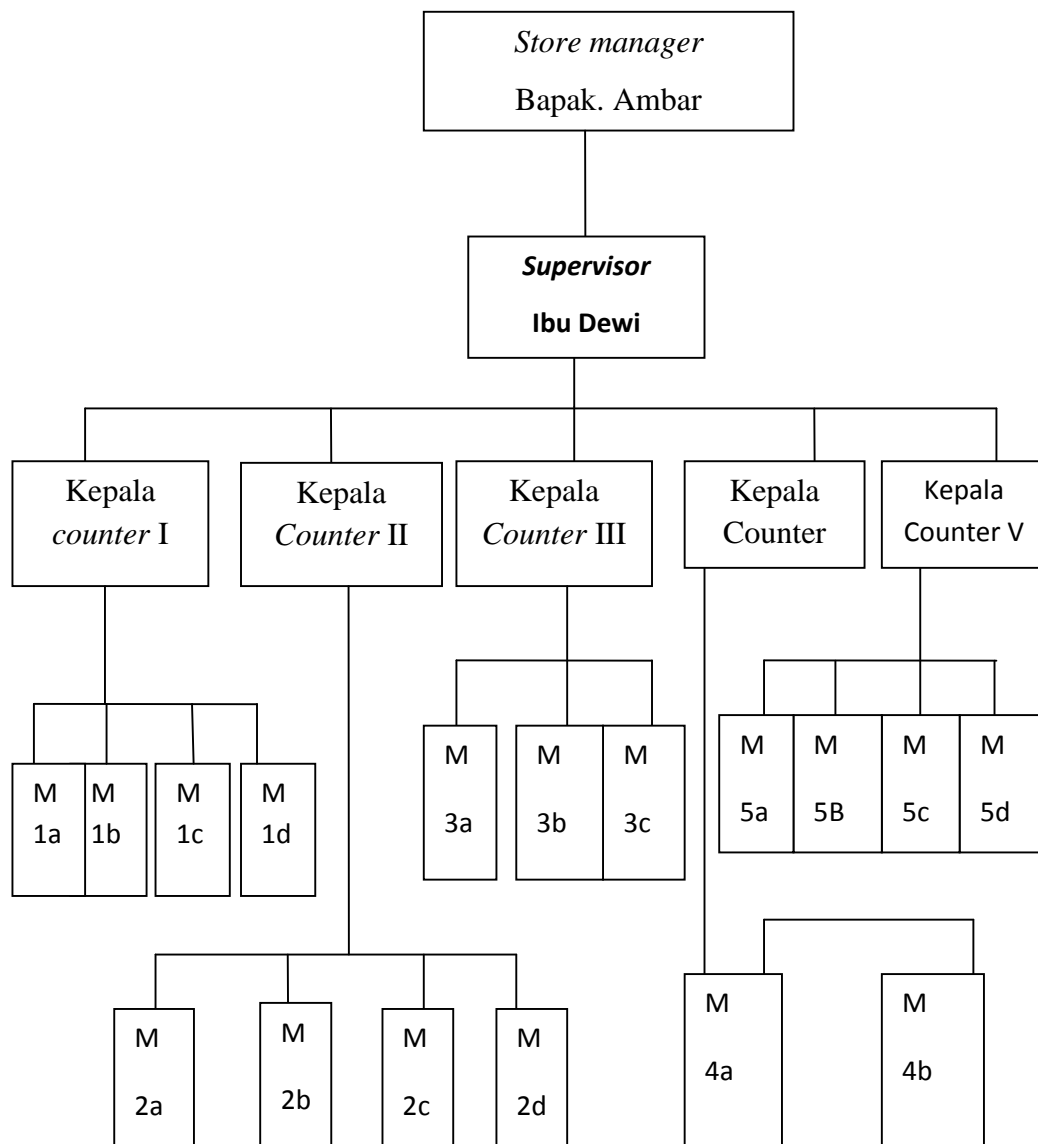 Store manager
Bapak. Ambar
Supervisor
Ibu Dewi
Kepala
counter I
Kepala
Counter II
Kepala
Counter III
Kepala
Counter
Kepala
Counter V
M
1a
M
1b
M
1c
M
1d
M
3a
M
3b
M
3c
M
5a
M
5B
M
5c
M
5d
M
2a
M
2b
M
2c
M
2d
M
4a
M
4b